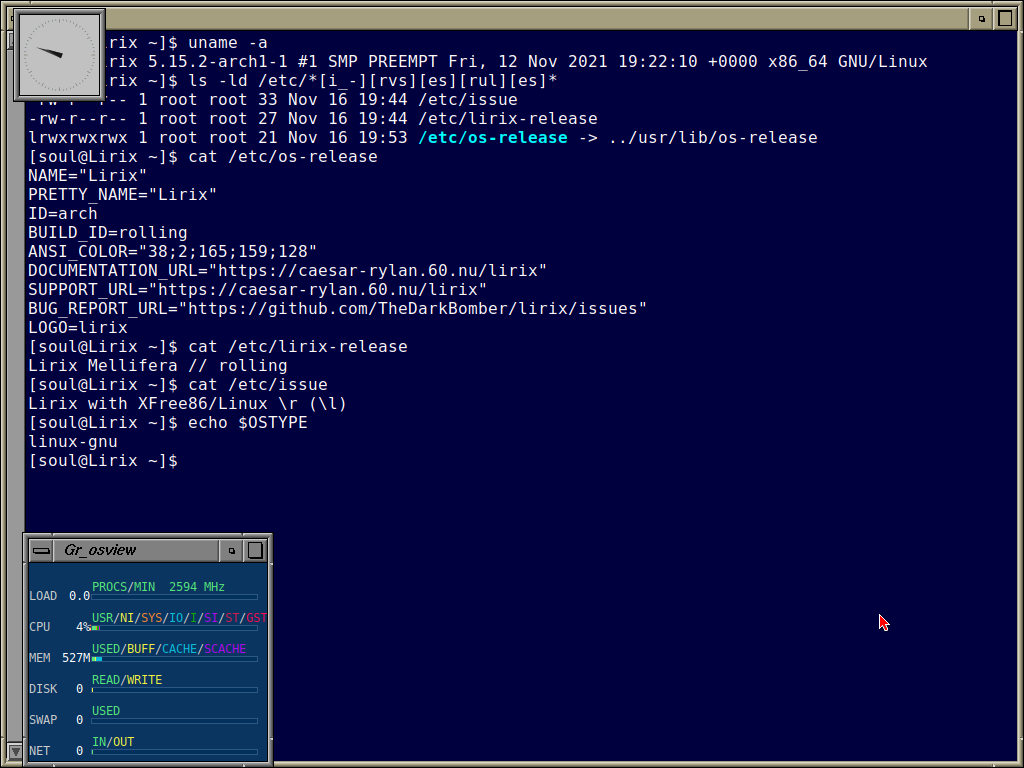 irix ~]$ uname -a
irix 5.15.2-arch1-1 #1 SMP PREEMPT Fri, 12 Nov 2021 19:22:10 +0000 x86_64 GNU/Linux
irix ~]$ ls -ld /etc/*[i_-][rvs][es][rul][es]*
-rw-r--r-- 1 root root 33 Nov 16 19:44 /etc/issue
-rw-r--r-- 1 root root 27 Nov 16 19:44 /etc/lirix-release
lrwxrwxrwx 1 root root 21 Nov 16 19:53 /etc/os-release -> ../usr/lib/os-release
[soul@Lirix ~]$ cat /etc/os-release
NAME="Lirix"
PRETTY_NAME="Lirix"
ID=arch
BUILD_ID=rolling
ANSI_COLOR="38;2;165;159;128"
DOCUMENTATION_URL="https://caesar-rylan.60.nu/lirix"
SUPPORT_URL="https://caesar-rylan.60.nu/lirix"
BUG_REPORT_URL="https://github.com/TheDarkBomber/lirix/issues"
LOGO=lirix
[soul@Lirix ~]$ cat /etc/lirix-release
Lirix Mellifera // rolling
[soul@Lirix ~]$ cat /etc/issue
Lirix with XFree86/Linux \r (\l)
[soul@Lirix ~]$ echo $OSTYPE
linux-gnu
[soul@Lirix ~]$
Gr_osview
PROCS/MIN 2594 MHz
LOAD 0.0
USR/NI/SYS/IO/I/SI/ST/GST
CPU 4%
USED/BUFF/CACHE/SCACHE
MEM 527M
READ/WRITE
DISK 0
USED
SWAP 0
IN/OUT
NET 0